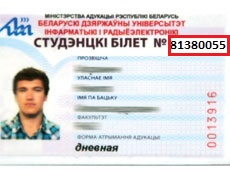 МІНІСТЭРСТВА АДУКАЦЫІ РЭСПУБЛІКІ БЕЛАРУСЬ
БЕЛАРУСКІ ДЗЯРЖАЎНЫ УНІВЕРСІТЭТ
ІНФАРМАТЫКІ І РАДЫЁЭЛЕКТРОНІКІ
СТУДЭНЦКІ БІЛЕТ № 81380055
ПРОЗВІШЧА
УЛАСНАЕ ІМЯ
ІМЯ ПА БАЦЬКУ
ФАКУЛЬТЭТ
ФОРМА АТРЫМАННЯ АДУКАЦЫІ
дневная
0013916